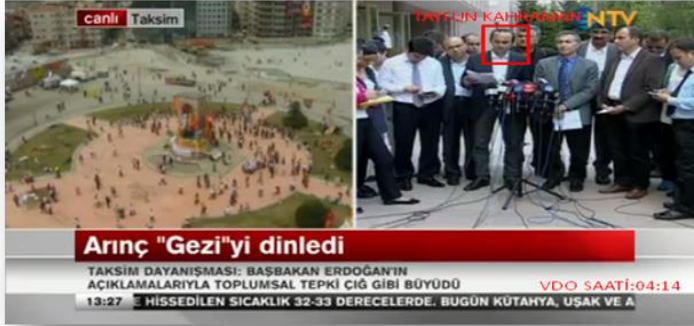 canlı Taksim
TAYFUN KAHRAMAN NTV
Arınç "Gezi"yi dinledi
TAKSİM DAYANIŞMASI: BAŞBAKAN ERDOĞAN'IN
AÇIKLAMALARIYLA TOPLUMSAL TEPKİ ÇIĞ GİBİ BÜYÜDÜ
VDO SAATİ:04:14
13:27 E HİSSEDİLEN SICAKLIK 32-33 DERECELERDE. BUGÜN KÜTAHYA, UŞAK VE A